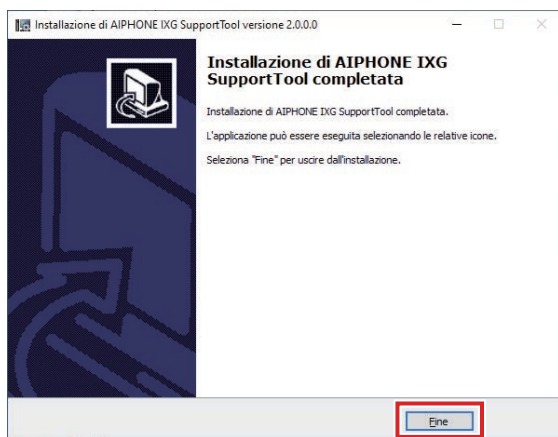 Installazione di AIPHONE IXG SupportTool versione 2.0.0.0
Installazione di AIPHONE IXG
SupportTool completata
Installazione di AIPHONE IXG SupportTool completata.
L'applicazione può essere eseguita selezionando le relative icone.
Seleziona "Fine" per uscire dall'installazione.
Fine